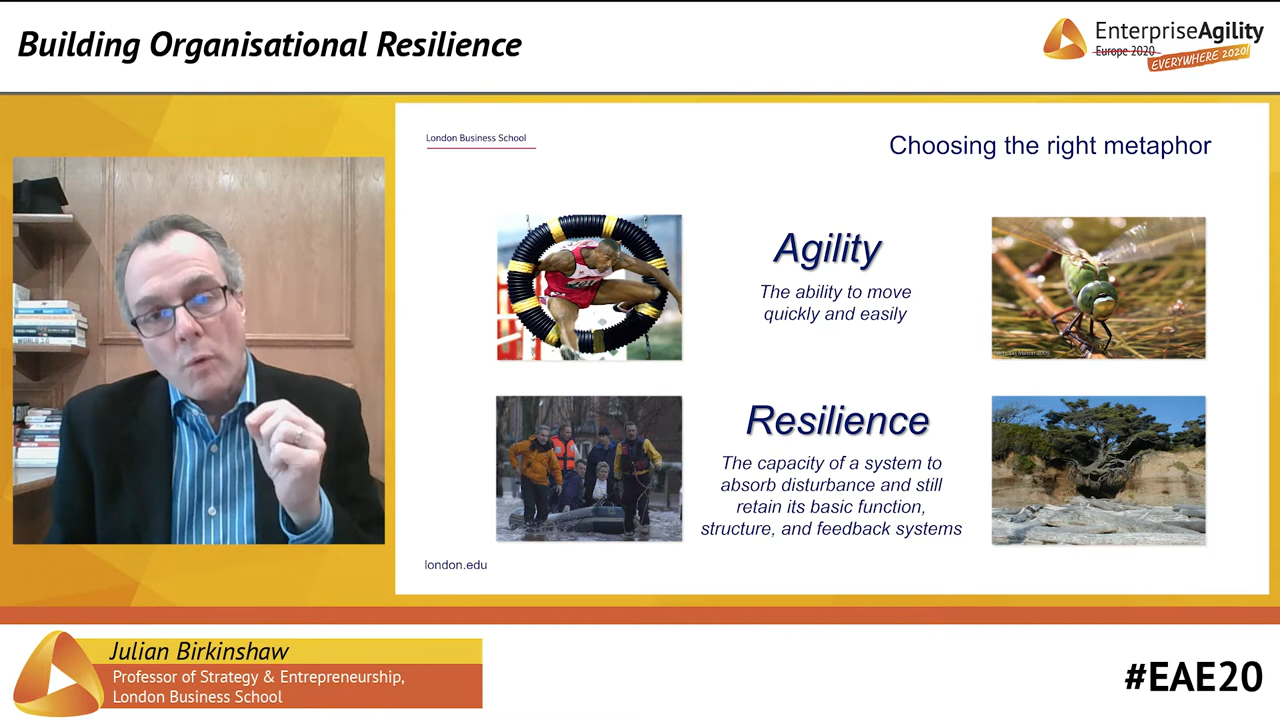 Building Organisational Resilience
EnterpriseAgility
Europe 2020
EVERYWHERE 2020!
London Business School
Choosing the right metaphor
Agility
The ability to move
quickly and easily
Resilience
The capacity of a system to
absorb disturbance and still
retain its basic function,
structure, and feedback systems
london.edu
Julian Birkinshaw
Professor of Strategy & Entrepreneurship,
London Business School
#EAE20